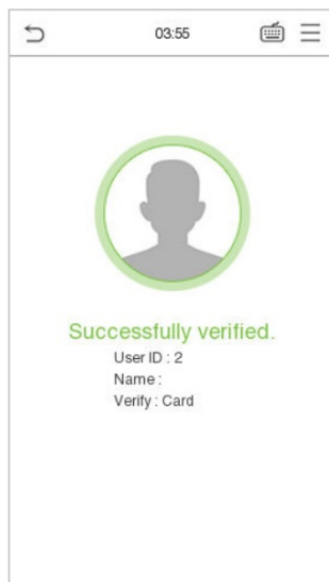 03:55
Successfully verified.
User ID : 2
Name :
Verify : Card